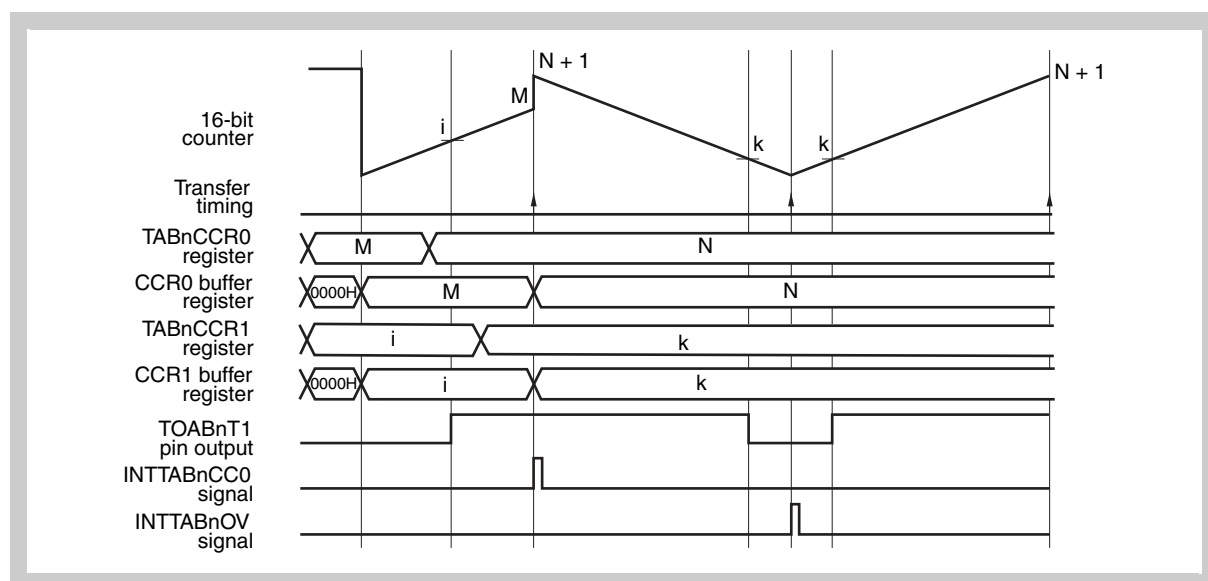 N + 1
N + 1
M
16-bit
counter
i
k
k
Transfer
timing
TABnCCR0
register
M
N
CCR0 buffer
register
0000H
M
N
TABnCCR1
register
i
k
CCR1 buffer
register
0000H
i
k
TOABnT1
pin output
INTTABnCC0
signal
INTTABnOV
signal